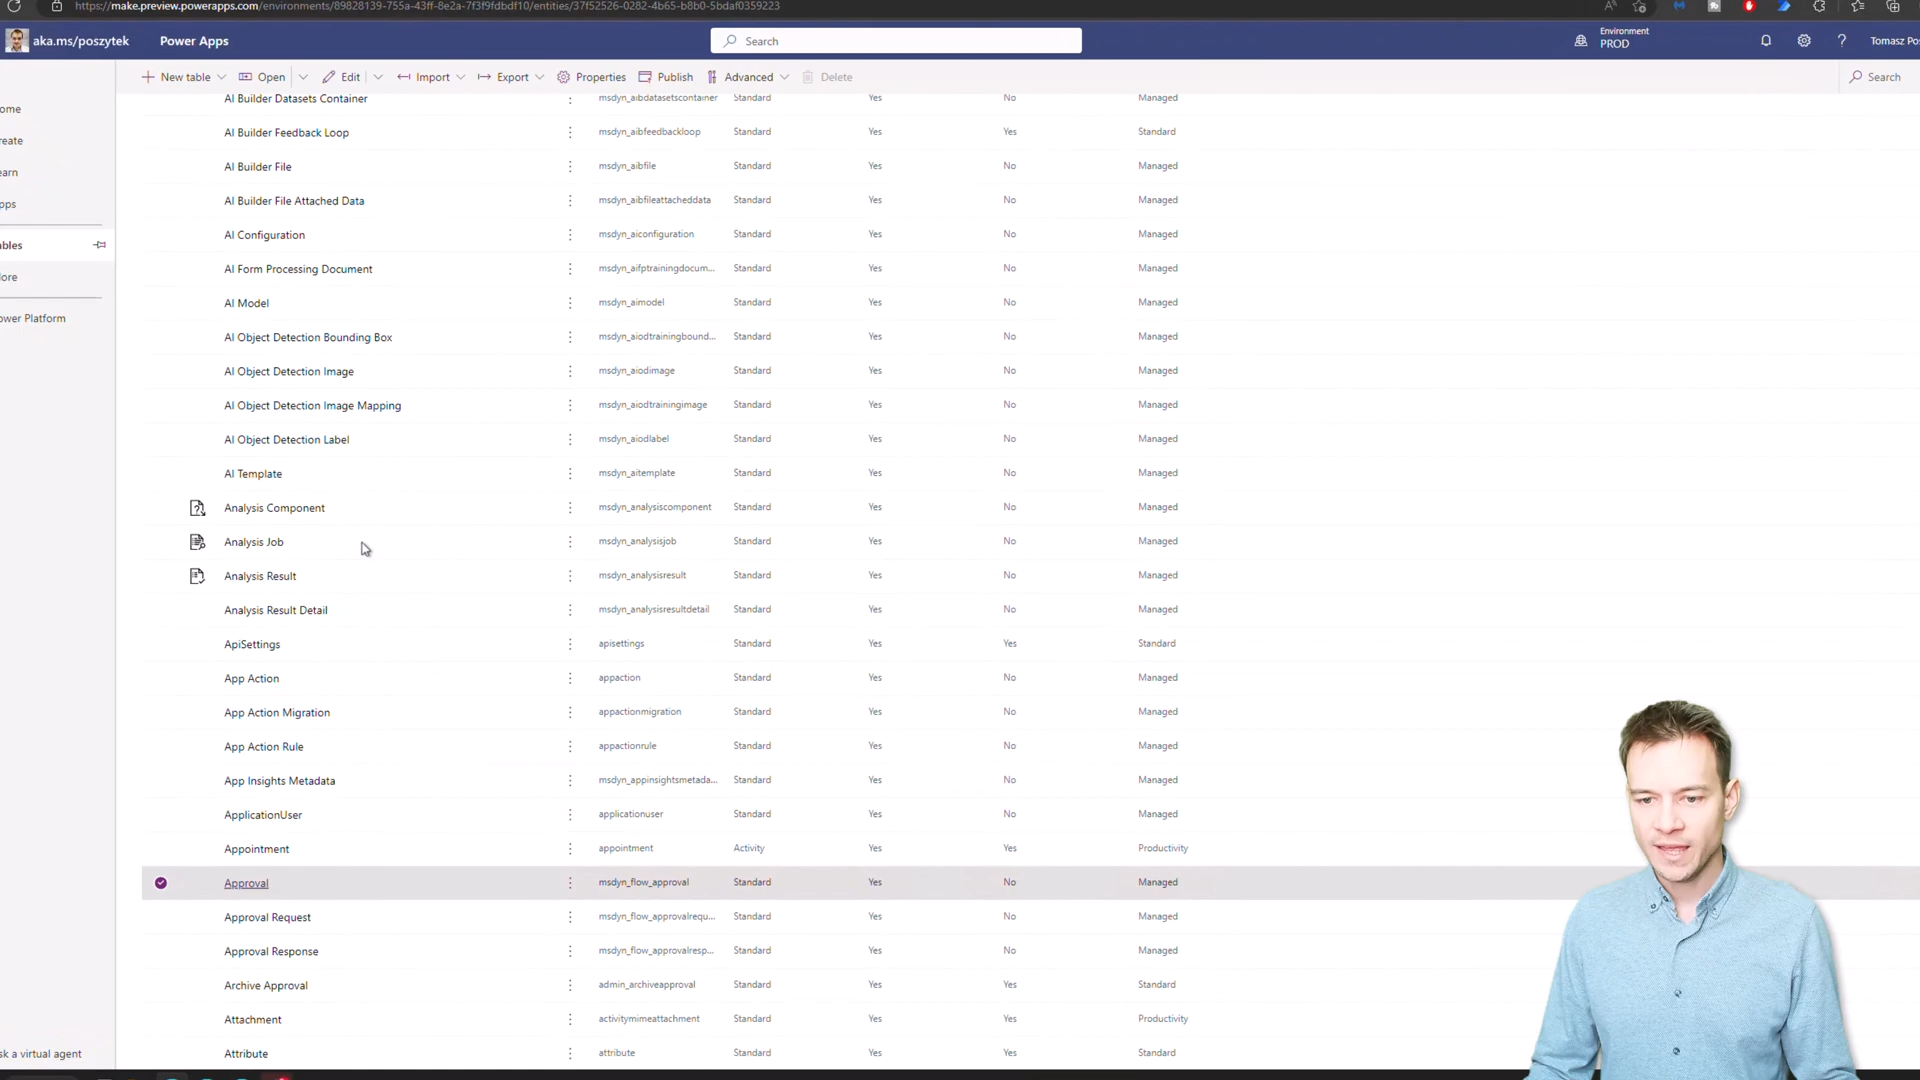 https://make.preview.powerapps.com/environments/89828139-755a-43ff-8e2a-7f3f9fdbdf10/entities/37f52526-0282-4b65-b8b0-5bdaf0359223
aka.ms/poszytek Power Apps Search Environment PROD ? Tomasz Pos
New table Open Edit Import Export Properties Publish Advanced Delete Search
ome
reate
earn
pps
bles
ore
ower Platform
sk a virtual agent
AI Builder Datasets Container msdyn_aibdatasetscontainer Standard Yes No Managed
AI Builder Feedback Loop msdyn_aibfeedbackloop Standard Yes Yes Standard
AI Builder File msdyn_aibfile Standard Yes No Managed
AI Builder File Attached Data msdyn_aibfileattacheddata Standard Yes No Managed
AI Configuration msdyn_aiconfiguration Standard Yes No Managed
AI Form Processing Document msdyn_aifptrainingdocum... Standard Yes No Managed
AI Model msdyn_aimodel Standard Yes No Managed
AI Object Detection Bounding Box msdyn_aiodtrainingbound... Standard Yes No Managed
AI Object Detection Image msdyn_aiodimage Standard Yes No Managed
AI Object Detection Image Mapping msdyn_aiodtrainingimage Standard Yes No Managed
AI Object Detection Label msdyn_aiodlabel Standard Yes No Managed
AI Template msdyn_aitemplate Standard Yes No Managed
Analysis Component msdyn_analysiscomponent Standard Yes No Managed
Analysis Job msdyn_analysisjob Standard Yes No Managed
Analysis Result msdyn_analysisresult Standard Yes No Managed
Analysis Result Detail msdyn_analysisresultdetail Standard Yes No Managed
ApiSettings apisettings Standard Yes Yes Standard
App Action appaction Standard Yes No Managed
App Action Migration appactionmigration Standard Yes No Managed
App Action Rule appactionrule Standard Yes No Managed
App Insights Metadata msdyn_appinsightsmetada... Standard Yes No Managed
ApplicationUser applicationuser Standard Yes No Managed
Appointment appointment Activity Yes Yes Productivity
Approval msdyn_flow_approval Standard Yes No Managed
Approval Request msdyn_flow_approvalrequ... Standard Yes No Managed
Approval Response msdyn_flow_approvalresp... Standard Yes No Managed
Archive Approval admin_archiveapproval Standard Yes Yes Standard
Attachment activitymimeattachment Standard Yes Yes Productivity
Attribute attribute Standard Yes Yes Standard